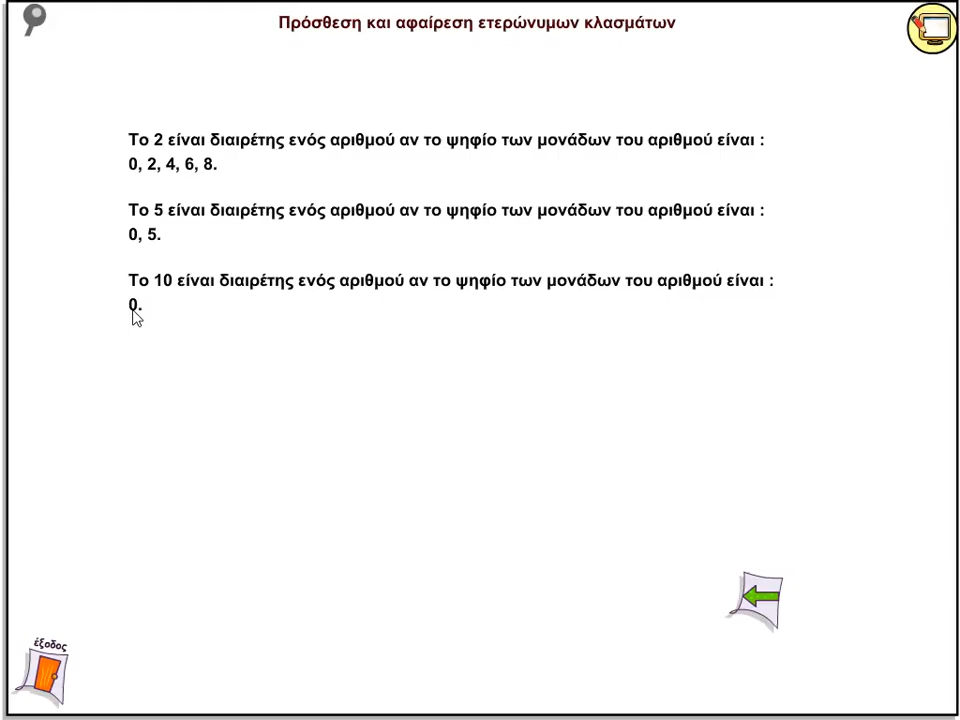 Πρόσθεση και αφαίρεση ετερώνυμων κλασμάτων
Το 2 είναι διαιρέτης ενός αριθμού αν το ψηφίο των μονάδων του αριθμού είναι :
0, 2, 4, 6, 8.
Το 5 είναι διαιρέτης ενός αριθμού αν το ψηφίο των μονάδων του αριθμού είναι :
0, 5.
Το 10 είναι διαιρέτης ενός αριθμού αν το ψηφίο των μονάδων του αριθμού είναι :
0.
έξοδος